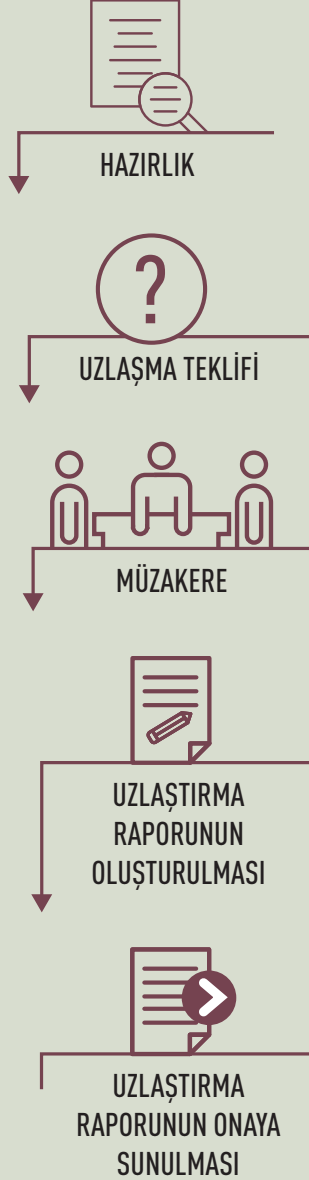 HAZIRLIK
?
UZLAŞMA TEKLİFİ
MÜZAKERE
UZLAŞTIRMA
RAPORUNUN
OLUŞTURULMASI
UZLAŞTIRMA
RAPORUNUN ONAYA
SUNULMASI